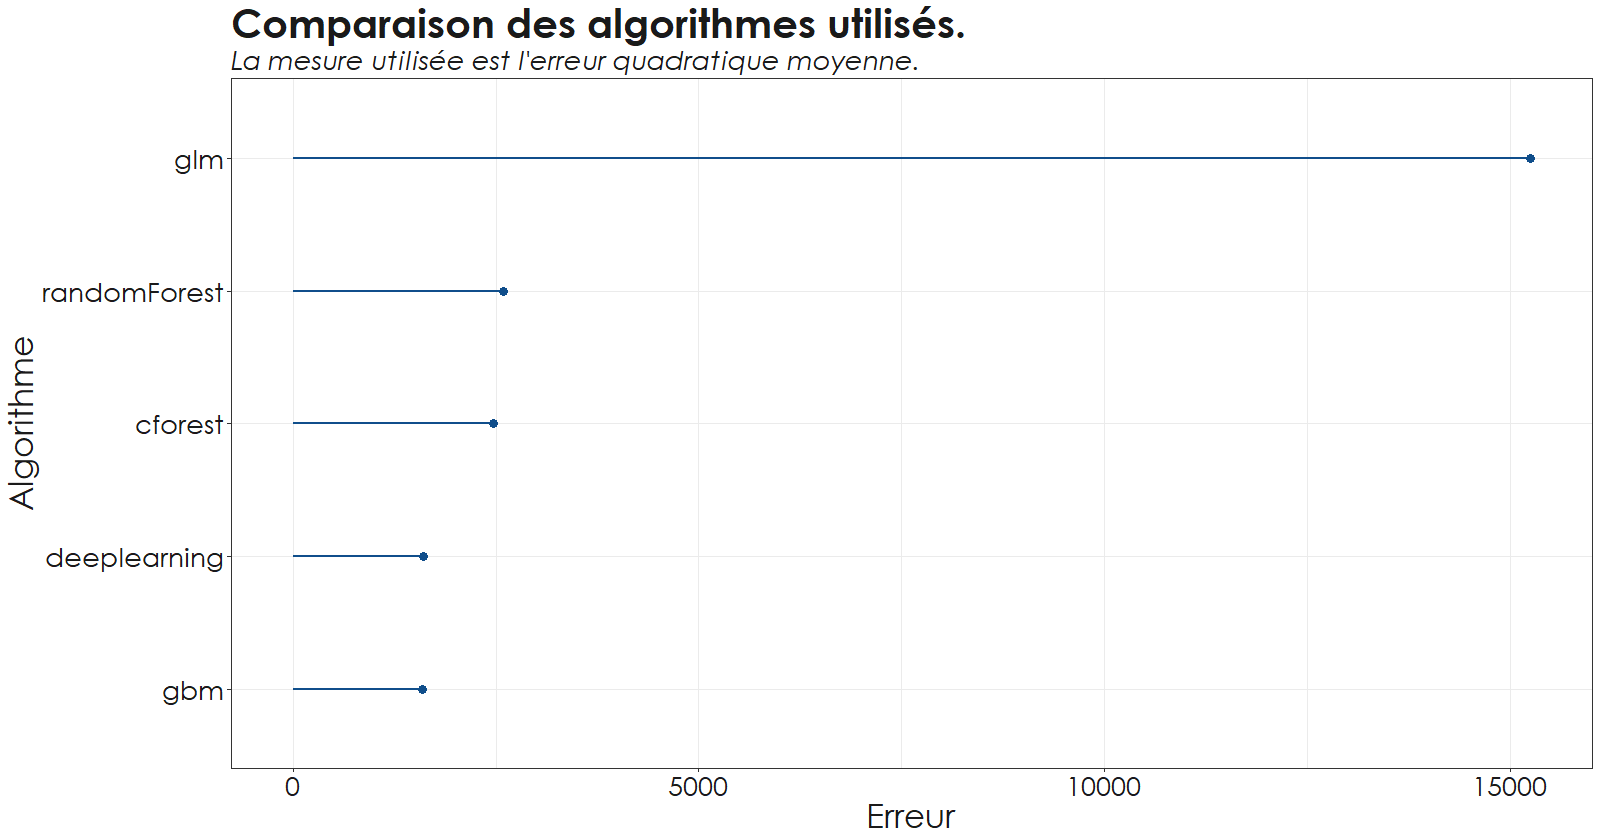 Comparaison des algorithmes utilisés.
La mesure utilisée est l'erreur quadratique moyenne.
Algorithme
glm
randomForest
cforest
deeplearning
gbm
0 5000 10000 15000
Erreur